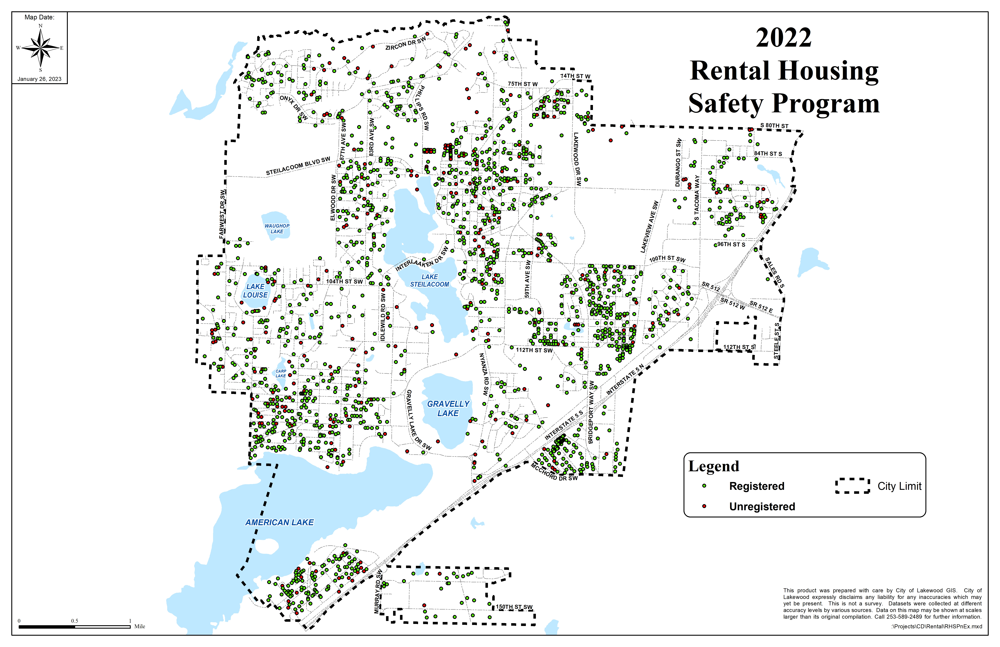 Map Date:
N
W
E
S
January 26, 2023
2022
Rental Housing
Safety Program
ZIRCON DR SW
74TH ST W
75TH ST W
PHILLIPS RD SW
ONYX DR SW
87TH AVE SW
83RD AVE SW
S 80TH ST
84TH ST S
LAKEWOOD DR SW
DURANGO ST SW
STEILACOOM BLVD SW
ELWOOD DR SW
S TACOMA WAY
FARWEST DR SW
LAKEVIEW AVE SW
WAUGHOP
LAKE
96TH ST S
INTERLAAKEN DR SW
100TH ST SW
SALES RD S
59TH AVE SW
LAKE
STEILACOOM
104TH ST SW
LAKE
LOUISE
SR 512
SR 512 W
SR 512 E
IDLEWILD RD SW
STEELE ST S
112TH ST S
112TH ST SW
NYANZA RD SW
CARP
LAKE
INTERSTATE 5 N
BRIDGEPORT WAY SW
GRAVELLY LAKE DR SW
GRAVELLY
LAKE
INTERSTATE 5 S
MCCHORD DR SW
Legend
Registered
City Limit
Unregistered
AMERICAN LAKE
MURRAY RD SW
150TH ST SW
This product was prepared with care by City of Lakewood GIS. City of
Lakewood expressly disclaims any liability for any inaccuracies which may
yet be present. This is not a survey. Datasets were collected at different
accuracy levels by various sources. Data on this map may be shown at scales
larger than its original compilation. Call 253-589-2489 for further information.
:\Projects\CD\Rental\RHSPnEx.mxd
0 0.5 1
Mile